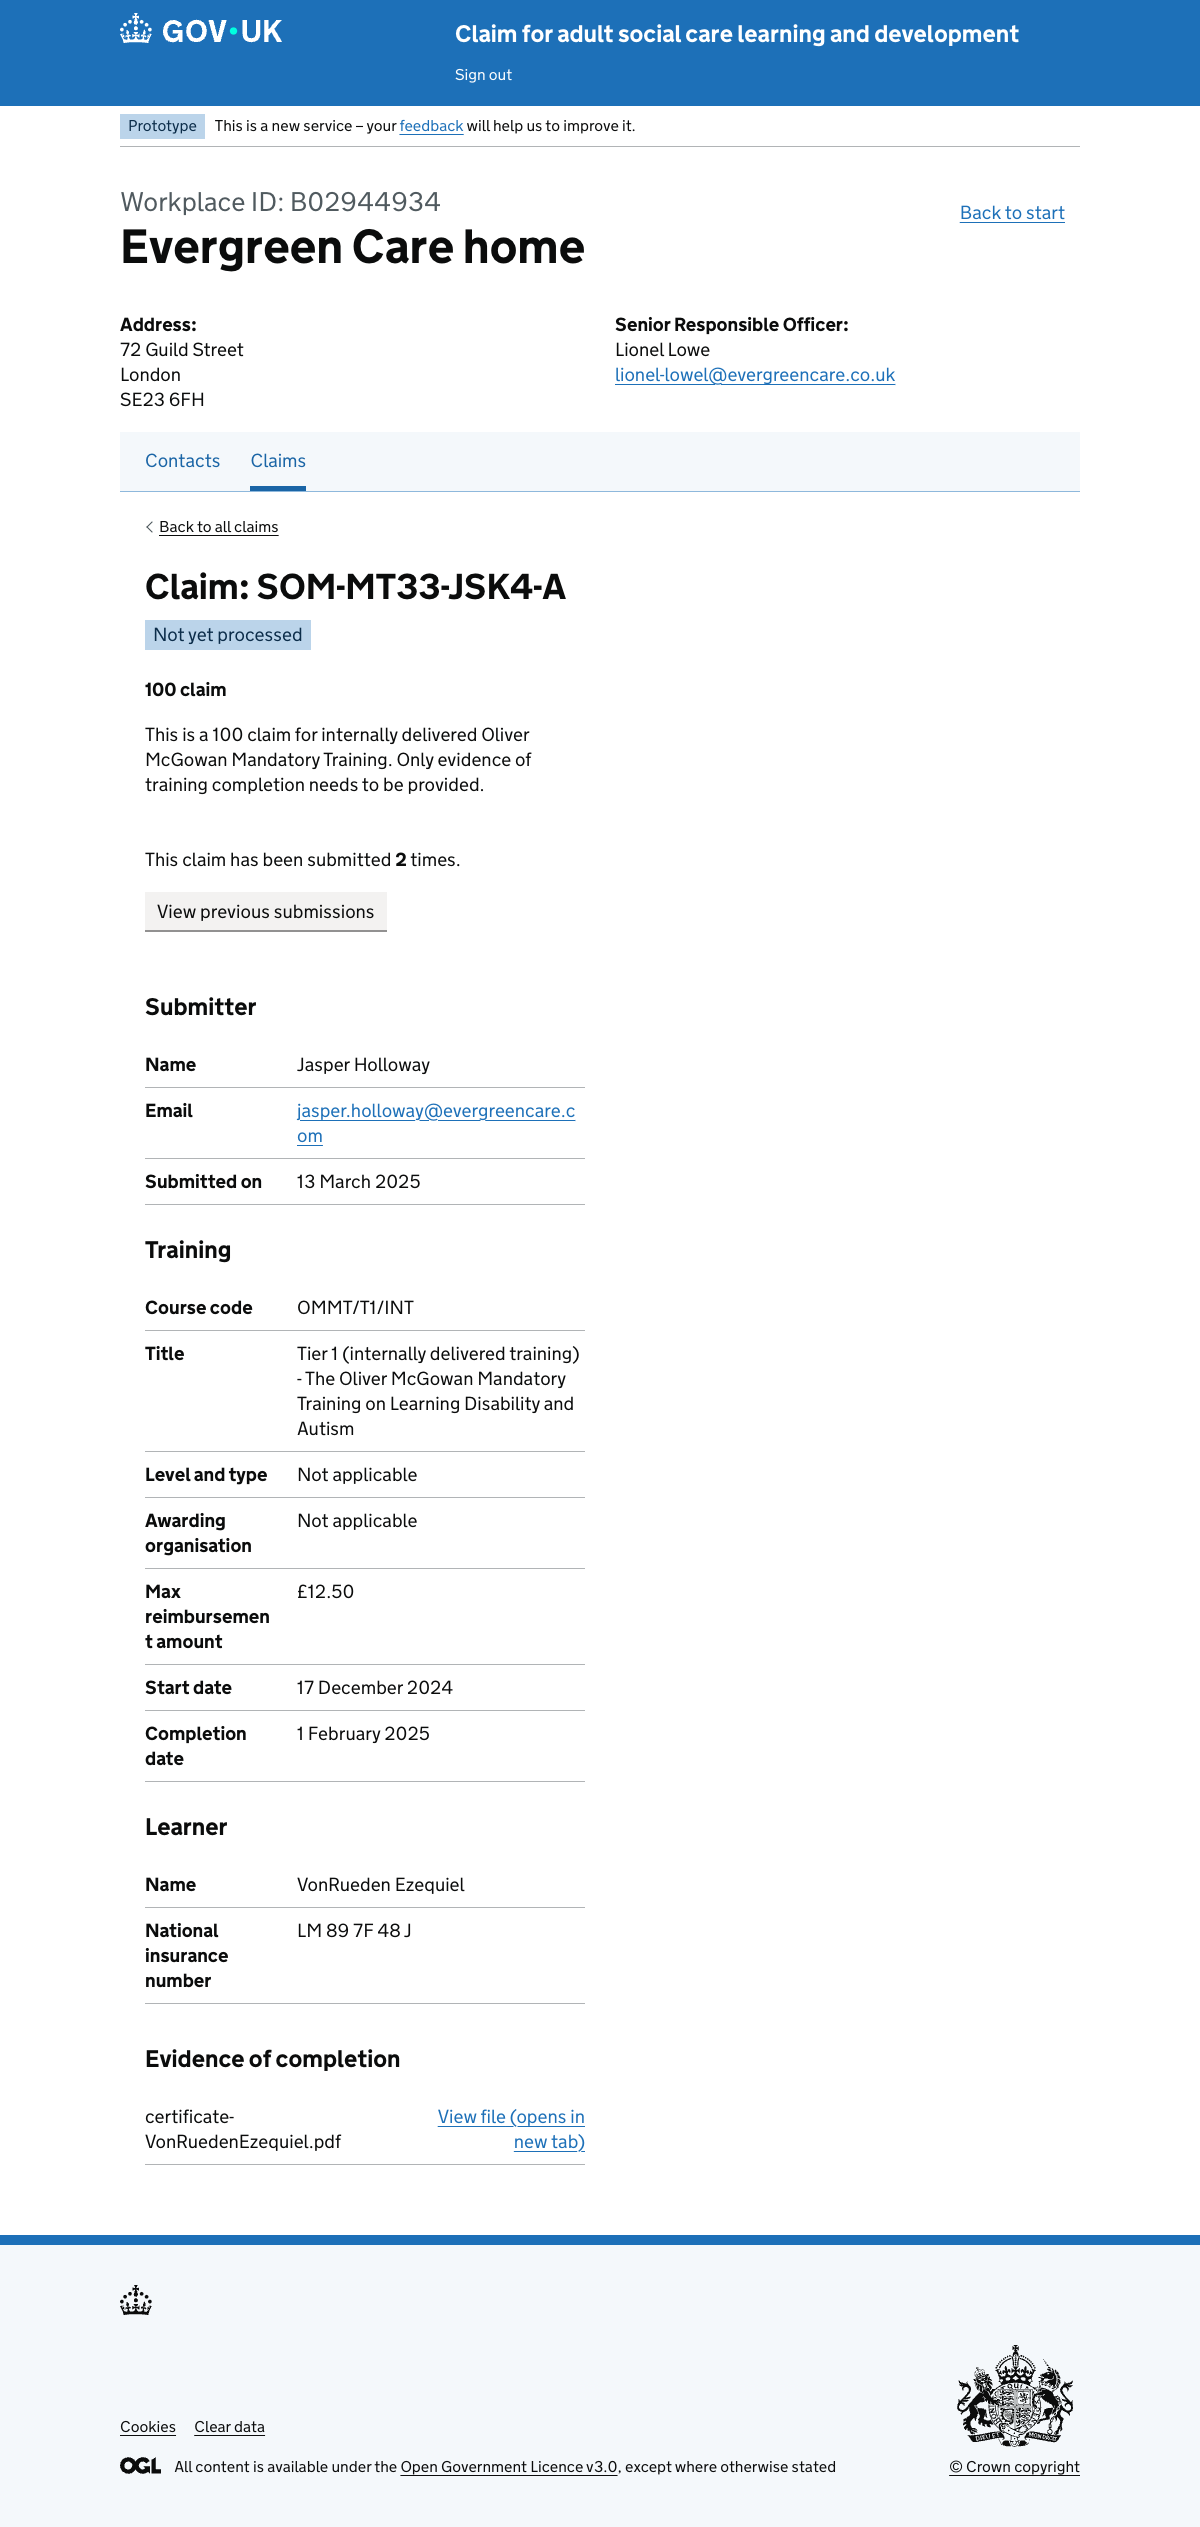 GOV·UK
Claim for adult social care learning and development
Sign out
Prototype This is a new service – your feedback will help us to improve it.
Workplace ID: B02944934
Evergreen Care home
Back to start
Address:
72 Guild Street
London
SE23 6FH
Senior Responsible Officer:
Lionel Lowe
lionel-lowel@evergreencare.co.uk
Contacts Claims
Back to all claims
Claim: SOM-MT33-JSK4-A
Not yet processed
100 claim
This is a 100 claim for internally delivered Oliver
McGowan Mandatory Training. Only evidence of
training completion needs to be provided.
This claim has been submitted 2 times.
View previous submissions
Submitter
Name Jasper Holloway
Email jasper.holloway@evergreencare.c
om
Submitted on 13 March 2025
Training
Course code OMMT/T1/INT
Title Tier 1 (internally delivered training)
- The Oliver McGowan Mandatory
Training on Learning Disability and
Autism
Level and type Not applicable
Awarding Not applicable
organisation
Max £12.50
reimbursemen
t amount
Start date 17 December 2024
Completion 1 February 2025
date
Learner
Name VonRueden Ezequiel
National LM 89 7F 48 J
insurance
number
Evidence of completion
certificate- View file (opens in
VonRuedenEzequiel.pdf new tab)
Cookies Clear data
OGL All content is available under the Open Government Licence v3.0, except where otherwise stated
© Crown copyright